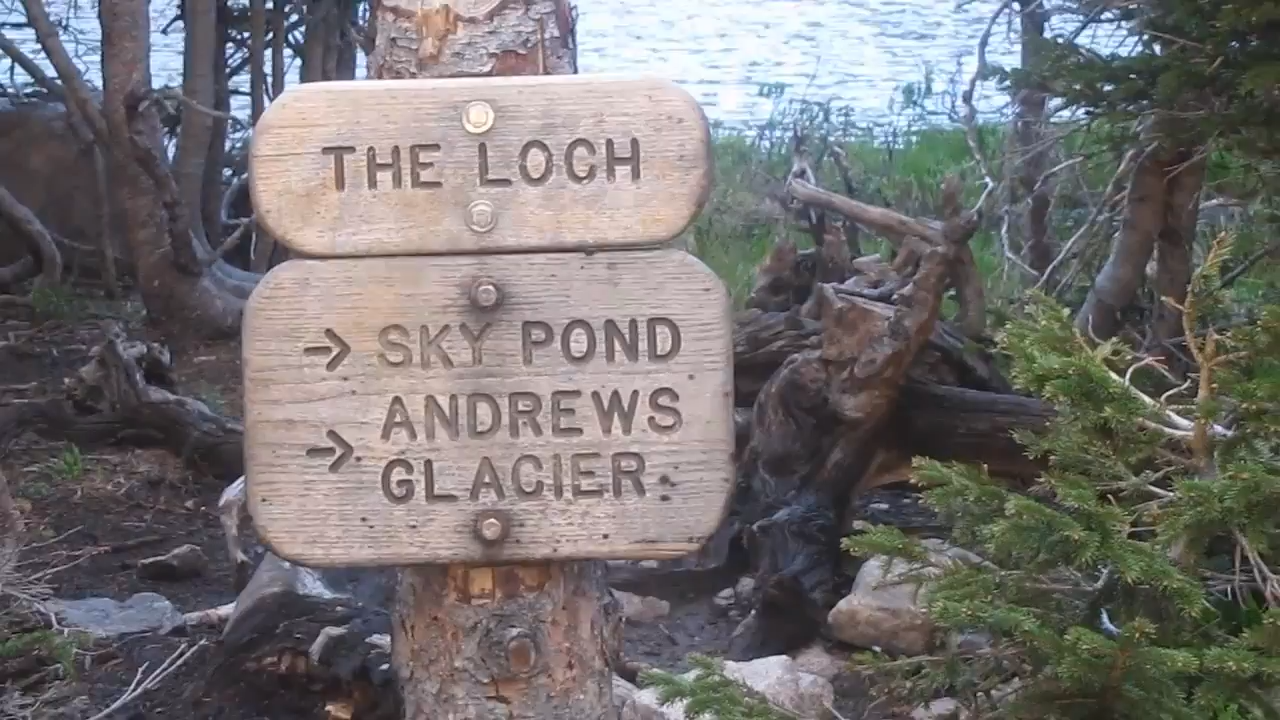 THE LOCH
→ SKY POND
ANDREWS
→ GLACIER